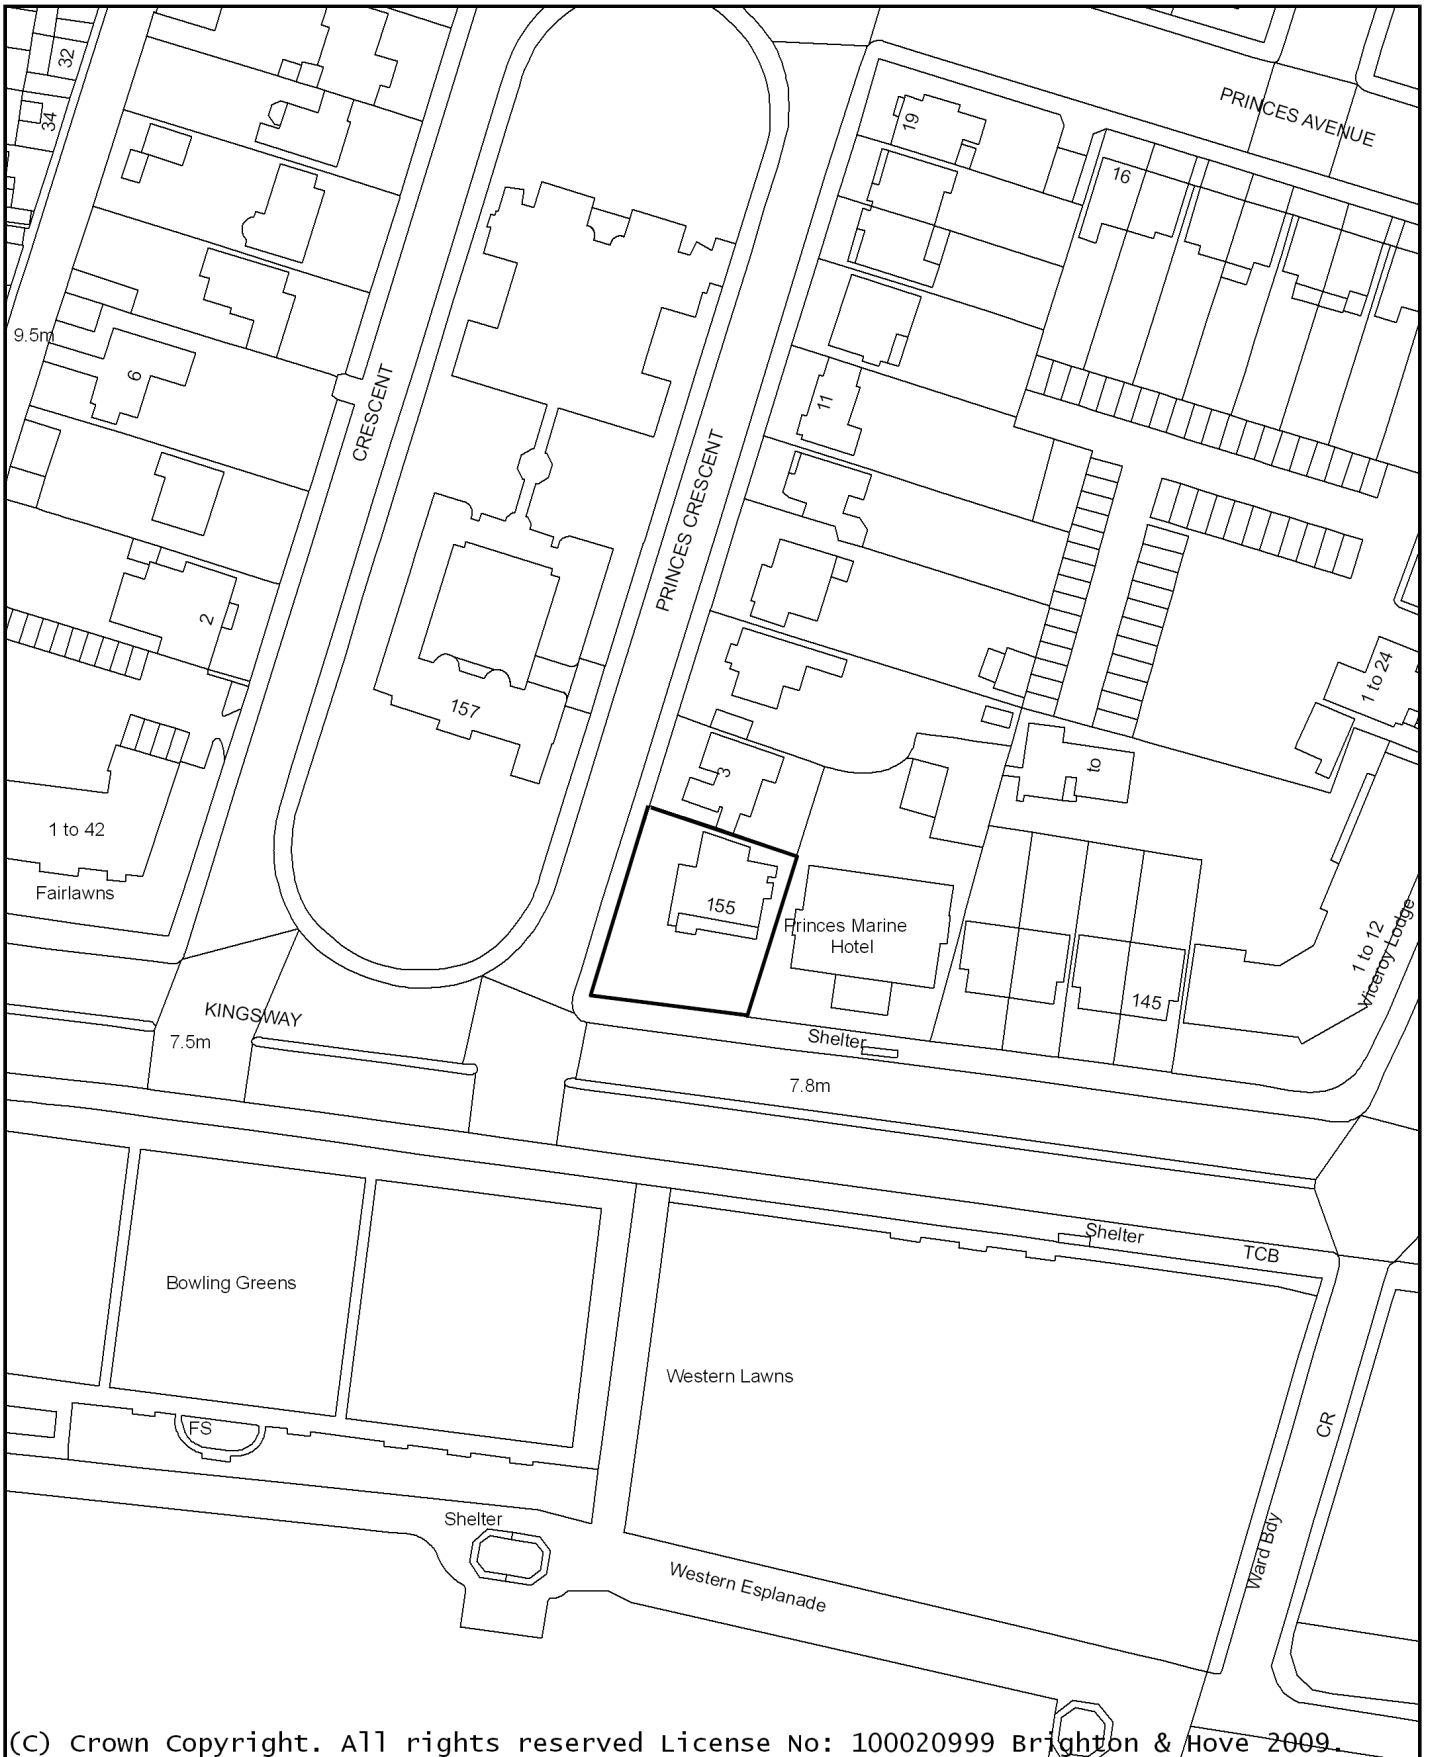 32
34
PRINCES AVENUE
19
16
9.5m
6
CRESCENT
11
PRINCES CRESCENT
2
157
1 to 24
3
to
1 to 42
Fairlawns
155
Princes Marine
Hotel
1 to 12
Viceroy Lodge
145
KINGSWAY
7.5m
Shelter
7.8m
Shelter
TCB
Bowling Greens
Western Lawns
FS
CR
Shelter
Ward Bdy
Western Esplanade
(C) Crown Copyright. All rights reserved License No: 100020999 Brighton & Hove 2009.